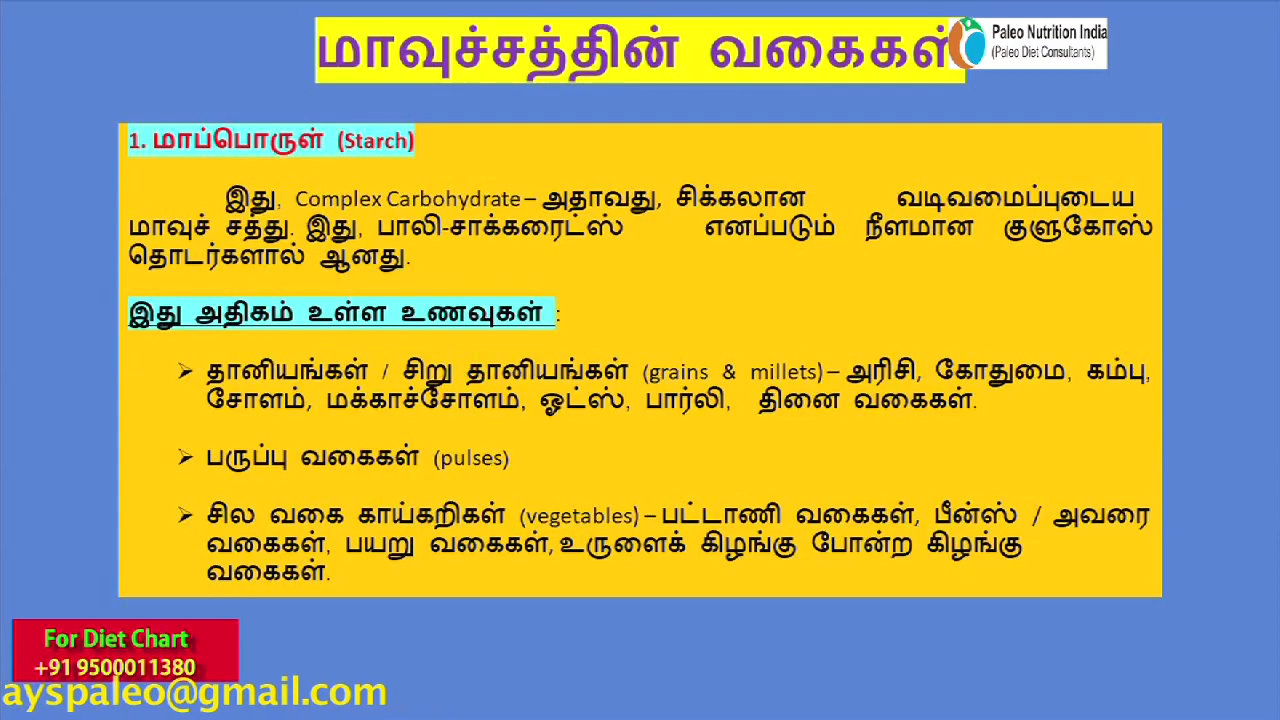 மாவுச்சத்தின் வகைகள்
Paleo Nutrition India
(Paleo Diet Consultants)
1. மாப்பொருள் (Starch)
இது, Complex Carbohydrate – அதாவது, சிக்கலான வடிவமைப்புடைய
மாவுச் சத்து. இது, பாலி-சாக்கரைட்ஸ் எனப்படும் நீளமான குளுகோஸ்
தொடர்களால் ஆனது.
இது அதிகம் உள்ள உணவுகள் :
➢ தானியங்கள் / சிறு தானியங்கள் (grains & millets) – அரிசி, கோதுமை, கம்பு,
சோளம், மக்காச்சோளம், ஓட்ஸ், பார்லி, தினை வகைகள்.
➢ பருப்பு வகைகள் (pulses)
➢ சில வகை காய்கறிகள் (vegetables) – பட்டாணி வகைகள், பீன்ஸ் / அவரை
வகைகள், பயறு வகைகள், உருளைக் கிழங்கு போன்ற கிழங்கு
வகைகள்.
For Diet Chart
+91 9500011380
ayspaleo@gmail.com